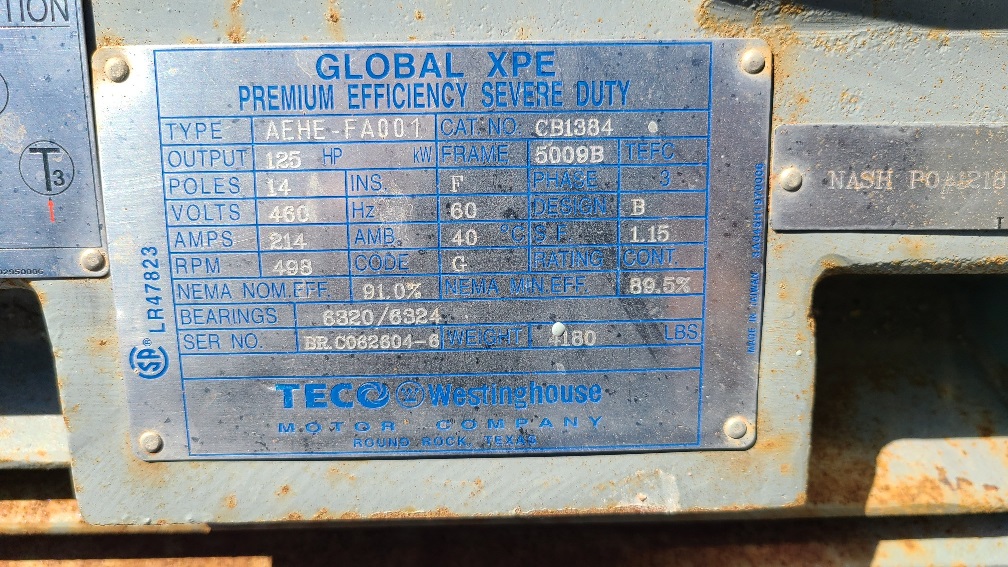 TION
T3
GLOBAL XPE
PREMIUM EFFICIENCY SEVERE DUTY
TYPE AEHE-FA001 CAT. NO. CB1384
OUTPUT 125 HP kW FRAME 5009B TEFC
POLES 14 INS. F PHASE 3
VOLTS 460 Hz 60 DESIGN B
AMPS 214 AMB. 40 °C S.F. 1.15
RPM 498 CODE G RATING CONT.
NEMA NOM.EFF. 91.0% NEMA MIN.EFF. 89.5%
BEARINGS 6320/6324
SER NO. BR C062604-6 WEIGHT 4180 LBS
TECO Westinghouse
MOTOR COMPANY
ROUND ROCK, TEXAS
LR47823
MADE IN TAIWAN
NASH PO#1218